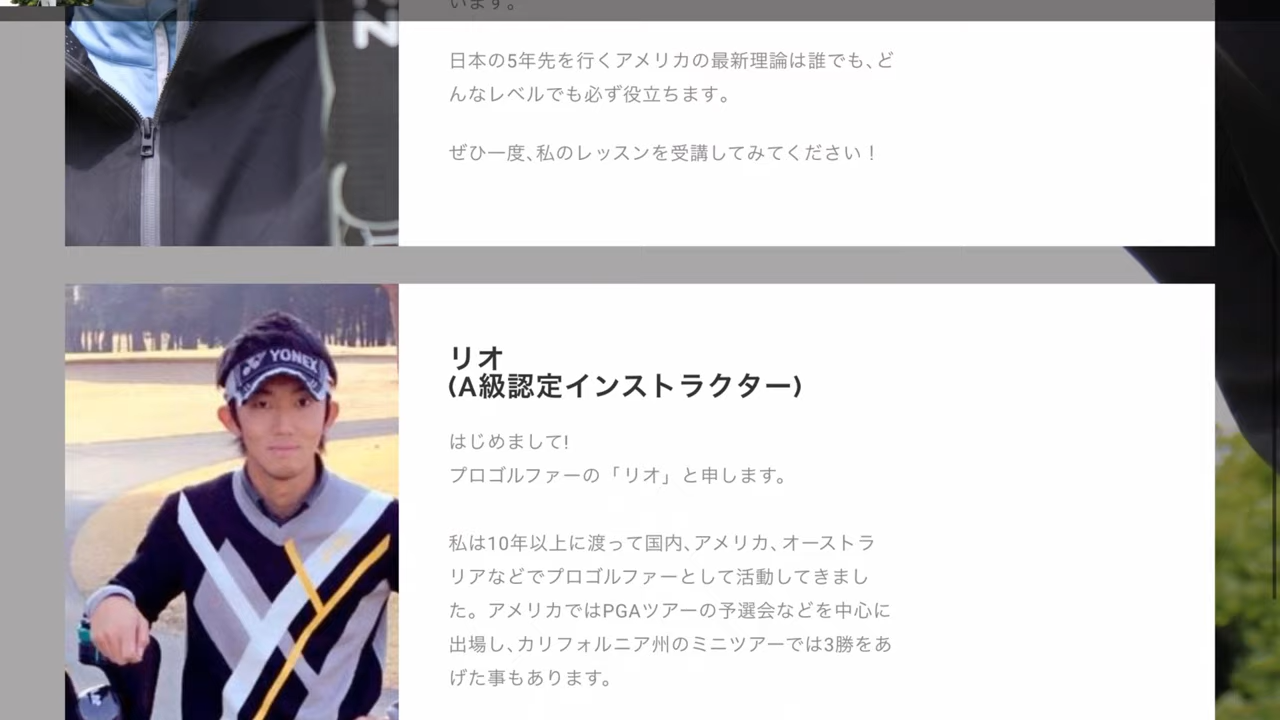 います。
日本の5年先を行くアメリカの最新理論は誰でも、ど
んなレベルでも必ず役立ちます。
ぜひ一度、私のレッスンを受講してみてください！
YONEX
リオ
(A級認定インストラクター)
はじめまして!
プロゴルファーの「リオ」と申します。
私は10年以上に渡って国内、アメリカ、オーストラ
リアなどでプロゴルファーとして活動してきまし
た。アメリカではPGAツアーの予選会などを中心に
出場し、カリフォルニア州のミニツアーでは3勝をあ
げた事もあります。